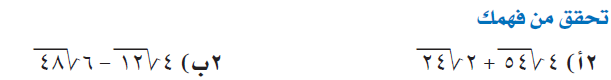 تحقق من فهمك
٢أ) ٤√٥٤ + ٢√٢٤
٢ب) ٤√١٢ − ٦√٤٨